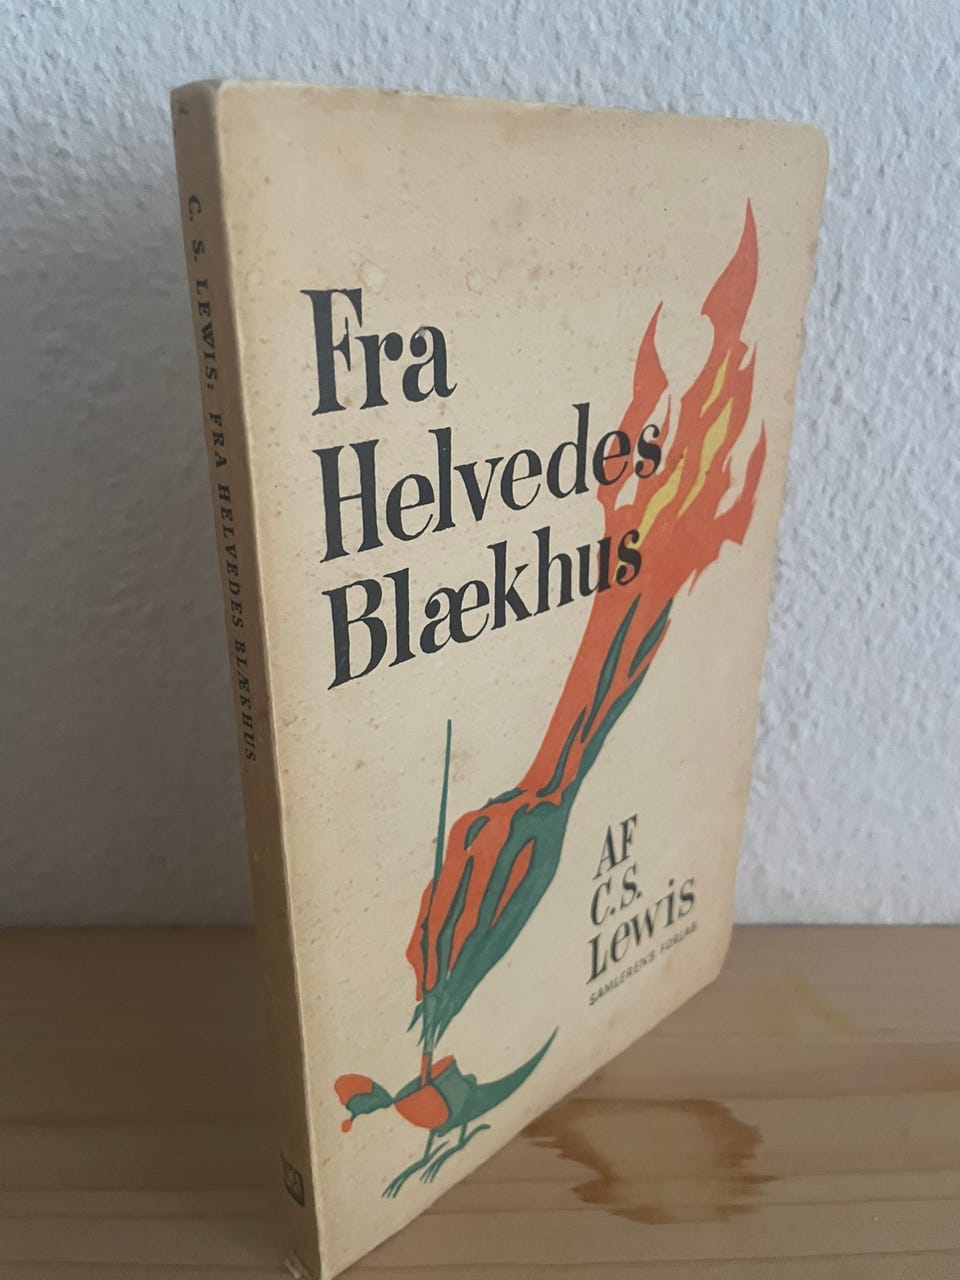 C. S. LEWIS: FRA HELVEDES BLÆKHUS
Fra
Helvedes
Blækhus
AF
C. S.
Lewis
SAMLERENS FORLAG